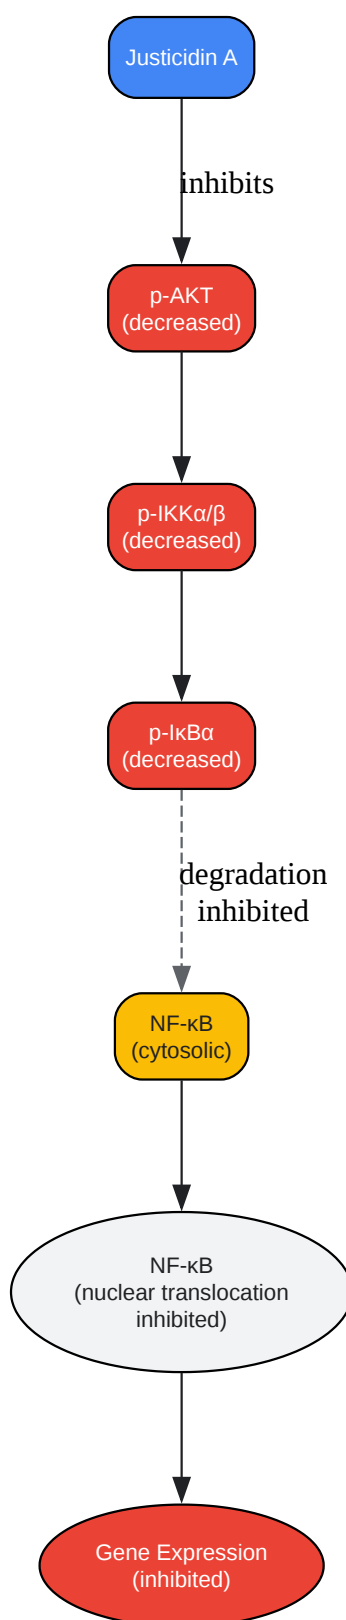 Justicidin A
inhibits
p-AKT
(decreased)
p-IKKα/β
(decreased)
p-IκBα
(decreased)
degradation
inhibited
NF-κB
(cytosolic)
NF-κB
(nuclear translocation
inhibited)
Gene Expression
(inhibited)